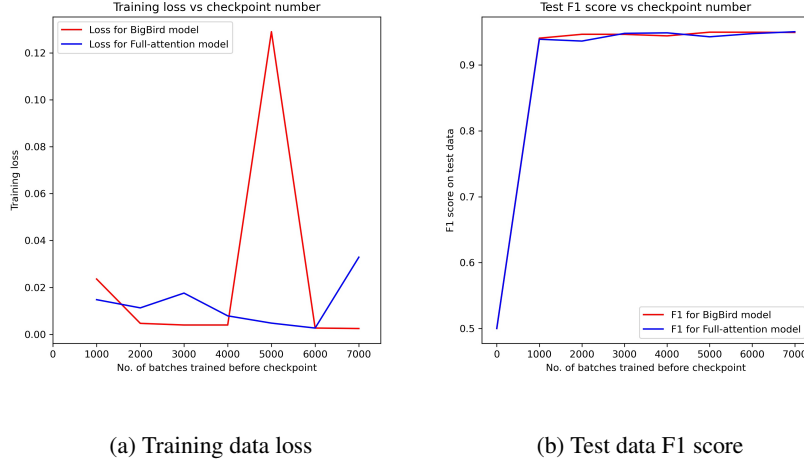 Training loss vs checkpoint number
Loss for BigBird model
Loss for Full-attention model
Training loss
0.12
0.10
0.08
0.06
0.04
0.02
0.00
0 1000 2000 3000 4000 5000 6000 7000
No. of batches trained before checkpoint
(a) Training data loss
Test F1 score vs checkpoint number
F1 score on test data
0.9
0.8
0.7
0.6
0.5
F1 for BigBird model
F1 for Full-attention model
0 1000 2000 3000 4000 5000 6000 7000
No. of batches trained before checkpoint
(b) Test data F1 score